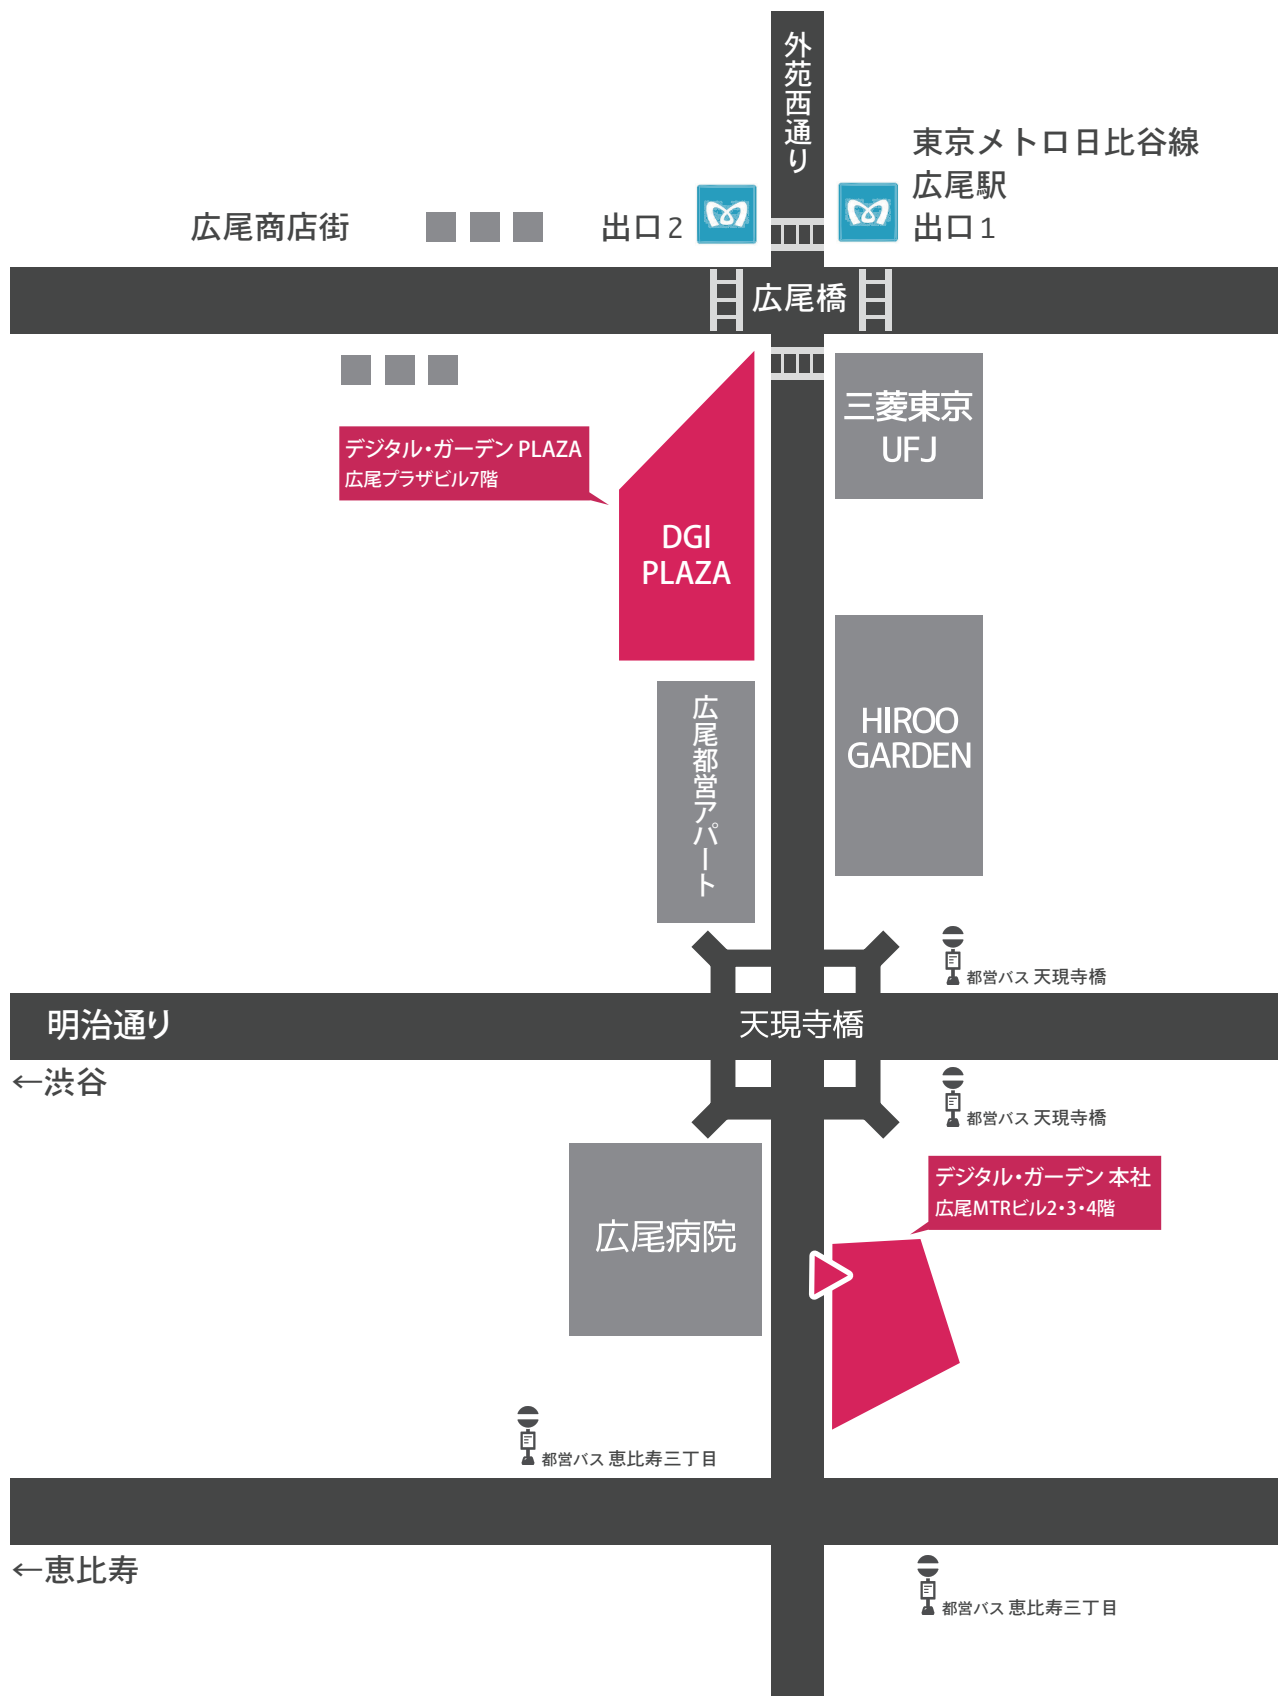 外苑西通り
東京メトロ日比谷線
広尾駅
出口1
出口2
広尾商店街
広尾橋
三菱東京
UFJ
デジタル・ガーデン PLAZA
広尾プラザビル7階
DGI
PLAZA
HIROO
GARDEN
広尾都営アパート
都営バス 天現寺橋
明治通り
天現寺橋
←渋谷
都営バス 天現寺橋
デジタル・ガーデン 本社
広尾MTRビル2・3・4階
広尾病院
都営バス 恵比寿三丁目
←恵比寿
都営バス 恵比寿三丁目